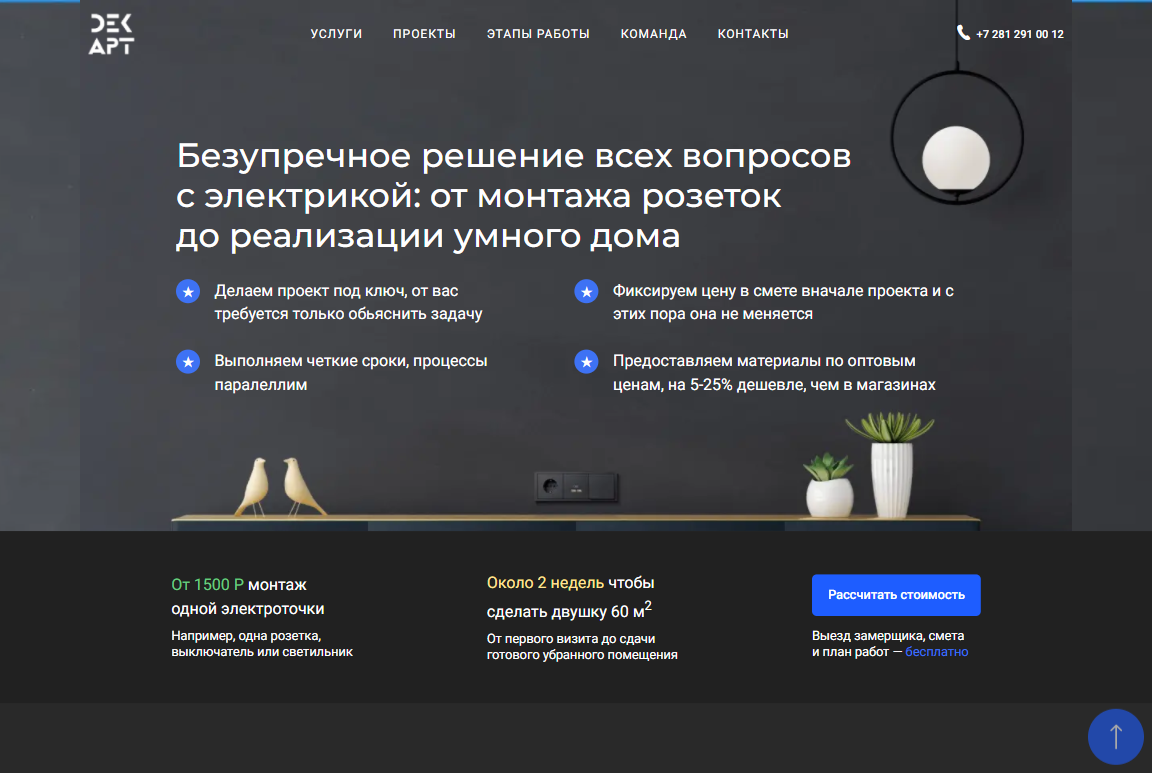 DEK
АРТ
УСЛУГИ ПРОЕКТЫ ЭТАПЫ РАБОТЫ КОМАНДА КОНТАКТЫ
+7 281 291 00 12
Безупречное решение всех вопросов
с электрикой: от монтажа розеток
до реализации умного дома
Делаем проект под ключ, от вас
требуется только обьяснить задачу
Фиксируем цену в смете вначале проекта и с
этих пора она не меняется
Выполняем четкие сроки, процессы
паралеллим
Предоставляем материалы по оптовым
ценам, на 5-25% дешевле, чем в магазинах
От 1500 Р монтаж
одной электроточки
Например, одна розетка,
выключатель или светильник
Около 2 недель чтобы
сделать двушку 60 м²
От первого визита до сдачи
готового убранного помещения
Рассчитать стоимость
Выезд замерщика, смета
и план работ — бесплатно